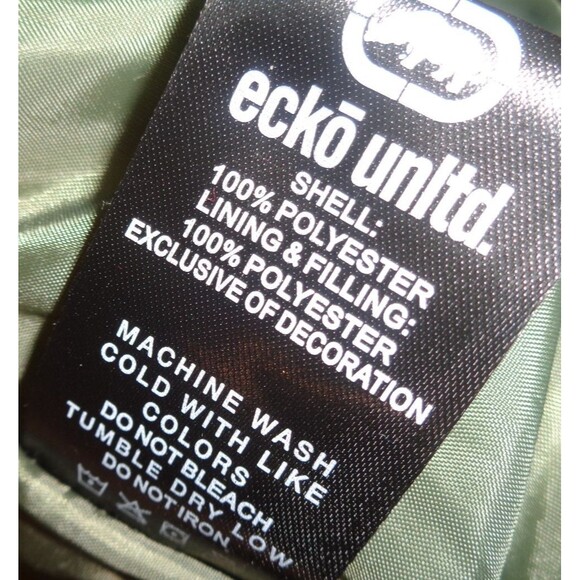 eckō unltd.
SHELL:
100% POLYESTER
LINING & FILLING:
100% POLYESTER
EXCLUSIVE OF DECORATION
MACHINE WASH
COLD WITH LIKE
COLORS
DO NOT BLEACH
TUMBLE DRY LOW
DO NOT IRON